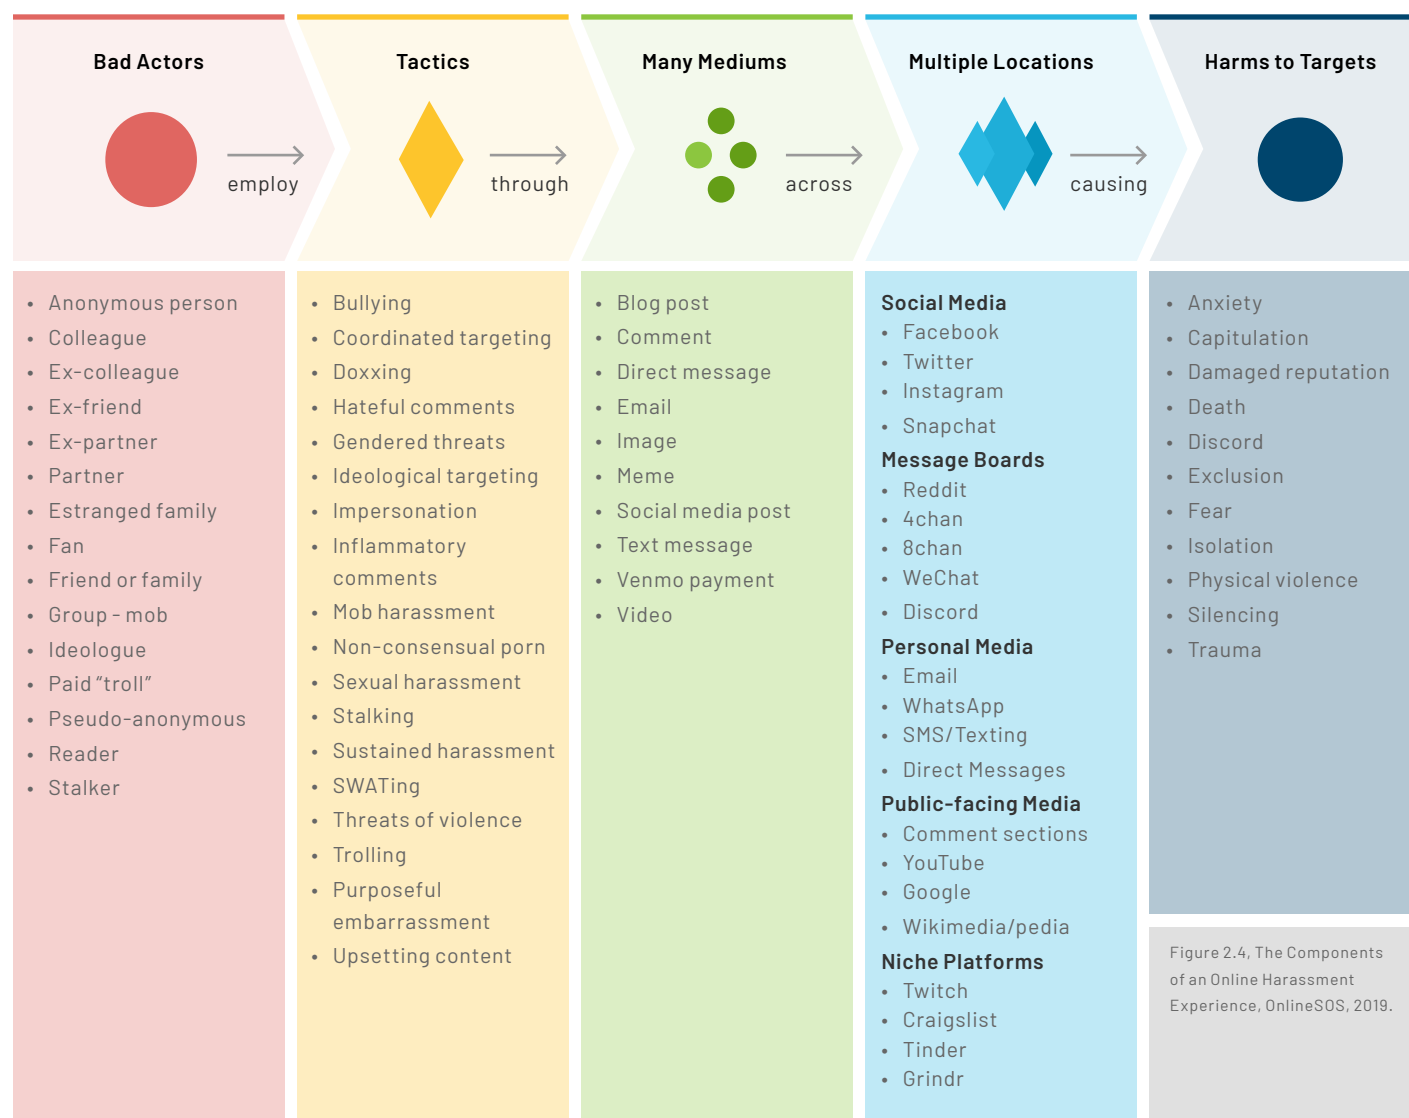 Bad Actors
employ
Tactics
through
Many Mediums
across
Multiple Locations
causing
Harms to Targets
• Anonymous person
• Colleague
• Ex-colleague
• Ex-friend
• Ex-partner
• Partner
• Estranged family
• Fan
• Friend or family
• Group - mob
• Ideologue
• Paid “troll”
• Pseudo-anonymous
• Reader
• Stalker
• Bullying
• Coordinated targeting
• Doxxing
• Hateful comments
• Gendered threats
• Ideological targeting
• Impersonation
• Inflammatory
comments
• Mob harassment
• Non-consensual porn
• Sexual harassment
• Stalking
• Sustained harassment
• SWATing
• Threats of violence
• Trolling
• Purposeful
embarrassment
• Upsetting content
• Blog post
• Comment
• Direct message
• Email
• Image
• Meme
• Social media post
• Text message
• Venmo payment
• Video
Social Media
• Facebook
• Twitter
• Instagram
• Snapchat
Message Boards
• Reddit
• 4chan
• 8chan
• WeChat
• Discord
Personal Media
• Email
• WhatsApp
• SMS/Texting
• Direct Messages
Public-facing Media
• Comment sections
• YouTube
• Google
• Wikimedia/pedia
Niche Platforms
• Twitch
• Craigslist
• Tinder
• Grindr
• Anxiety
• Capitulation
• Damaged reputation
• Death
• Discord
• Exclusion
• Fear
• Isolation
• Physical violence
• Silencing
• Trauma
Figure 2.4, The Components
of an Online Harassment
Experience, OnlineSOS, 2019.